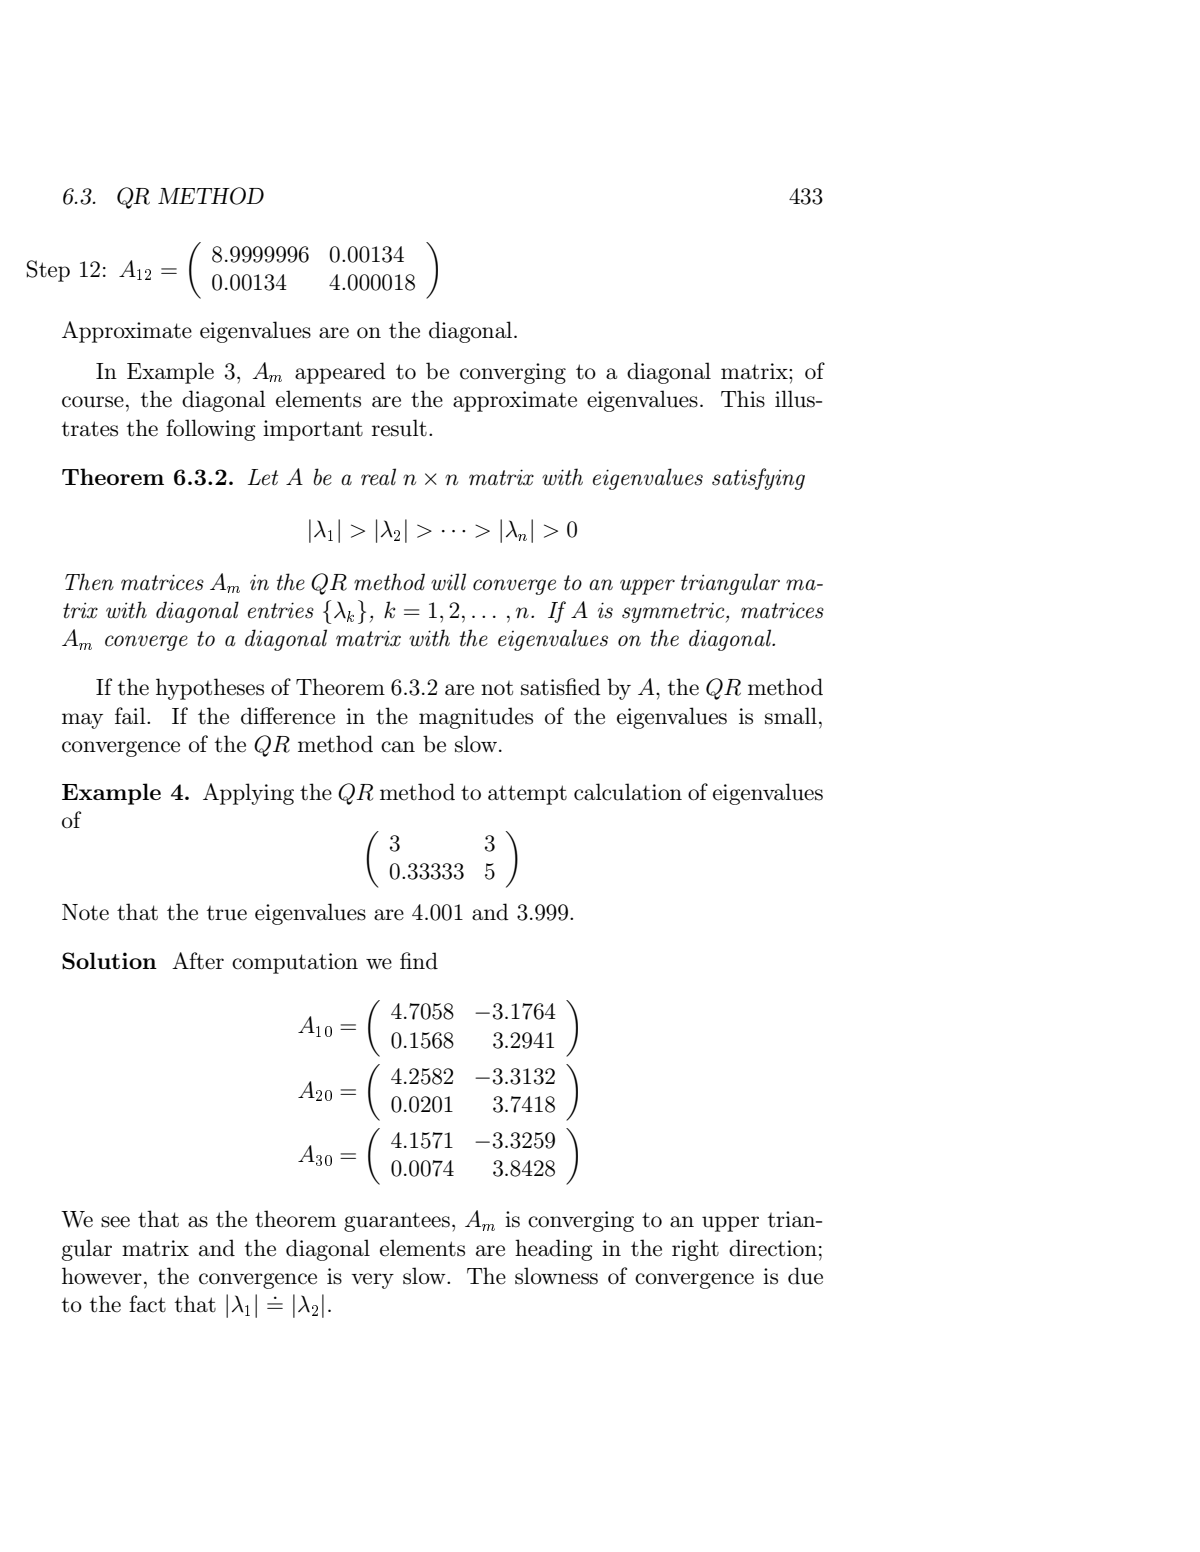 6.3. QR METHOD 433
Step 12: A₁₂ = ( 8.9999996 0.00134
0.00134 4.000018 )
Approximate eigenvalues are on the diagonal.
In Example 3, Aₘ appeared to be converging to a diagonal matrix; of
course, the diagonal elements are the approximate eigenvalues. This illus-
trates the following important result.
Theorem 6.3.2. Let A be a real n × n matrix with eigenvalues satisfying
|λ₁| > |λ₂| > ⋯ > |λₙ| > 0
Then matrices Aₘ in the QR method will converge to an upper triangular ma-
trix with diagonal entries {λₖ}, k = 1, 2, . . . , n. If A is symmetric, matrices
Aₘ converge to a diagonal matrix with the eigenvalues on the diagonal.
If the hypotheses of Theorem 6.3.2 are not satisfied by A, the QR method
may fail. If the difference in the magnitudes of the eigenvalues is small,
convergence of the QR method can be slow.
Example 4. Applying the QR method to attempt calculation of eigenvalues
of
( 3 3
0.33333 5 )
Note that the true eigenvalues are 4.001 and 3.999.
Solution After computation we find
A₁₀ = ( 4.7058 −3.1764
0.1568 3.2941 )
A₂₀ = ( 4.2582 −3.3132
0.0201 3.7418 )
A₃₀ = ( 4.1571 −3.3259
0.0074 3.8428 )
We see that as the theorem guarantees, Aₘ is converging to an upper trian-
gular matrix and the diagonal elements are heading in the right direction;
however, the convergence is very slow. The slowness of convergence is due
to the fact that |λ₁| ≐ |λ₂|.